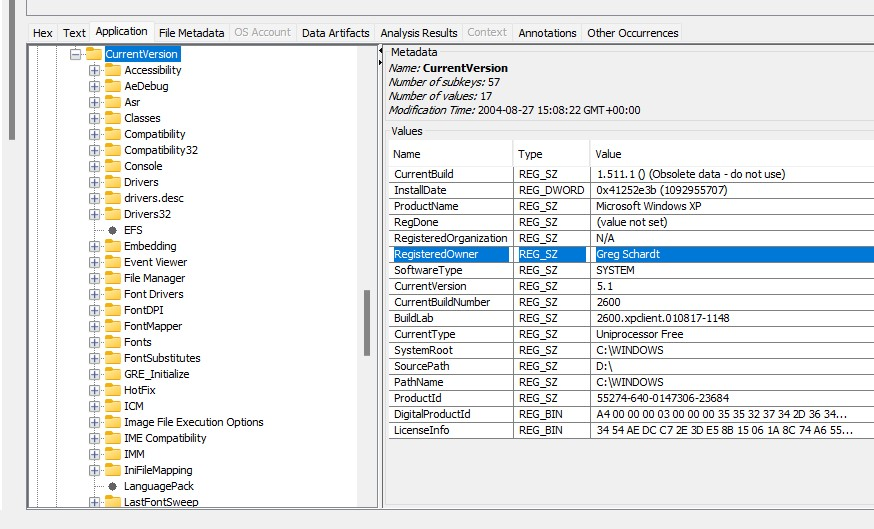 Hex Text Application File Metadata OS Account Data Artifacts Analysis Results Context Annotations Other Occurrences
CurrentVersion
Accessibility
AeDebug
Asr
Classes
Compatibility
Compatibility32
Console
Drivers
drivers.desc
Drivers32
EFS
Embedding
Event Viewer
File Manager
Font Drivers
FontDPI
FontMapper
Fonts
FontSubstitutes
GRE_Initialize
HotFix
ICM
Image File Execution Options
IME Compatibility
IMM
IniFileMapping
LanguagePack
LastFontSweep
Metadata
Name: CurrentVersion
Number of subkeys: 57
Number of values: 17
Modification Time: 2004-08-27 15:08:22 GMT+00:00
Values
Name Type Value
CurrentBuild REG_SZ 1.511.1 () (Obsolete data - do not use)
InstallDate REG_DWORD 0x41252e3b (1092955707)
ProductName REG_SZ Microsoft Windows XP
RegDone REG_SZ (value not set)
RegisteredOrganization REG_SZ N/A
RegisteredOwner REG_SZ Greg Schardt
SoftwareType REG_SZ SYSTEM
CurrentVersion REG_SZ 5.1
CurrentBuildNumber REG_SZ 2600
BuildLab REG_SZ 2600.xpclient.010817-1148
CurrentType REG_SZ Uniprocessor Free
SystemRoot REG_SZ C:\WINDOWS
SourcePath REG_SZ D:\
PathName REG_SZ C:\WINDOWS
ProductId REG_SZ 55274-640-0147306-23684
DigitalProductId REG_BIN A4 00 00 00 03 00 00 00 35 35 32 37 34 2D 36 34...
LicenseInfo REG_BIN 34 54 AE DC C7 2E 3D E5 8B 15 06 1A 8C 74 A6 55...